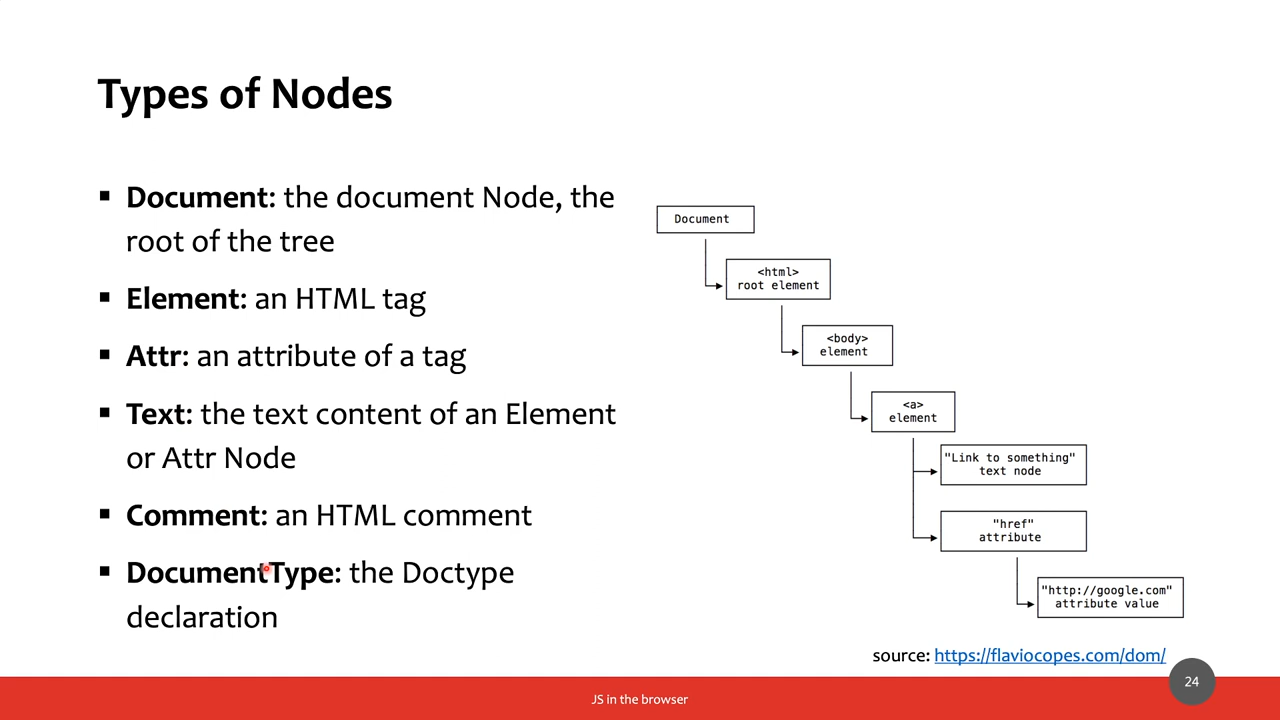 Types of Nodes
▪ Document: the document Node, the
root of the tree
▪ Element: an HTML tag
▪ Attr: an attribute of a tag
▪ Text: the text content of an Element
or Attr Node
▪ Comment: an HTML comment
▪ DocumentType: the Doctype
declaration
Document
<html>
root element
<body>
element
<a>
element
"Link to something"
text node
"href"
attribute
"http://google.com"
attribute value
source: https://flaviocopes.com/dom/
JS in the browser
24